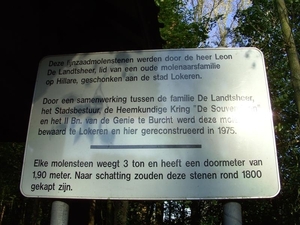 Deze lijnzaadmolenstenen werden door de heer Leon
De Landtsheer, lid van een oude molenaarsfamilie
op Hillare, geschonken aan de stad Lokeren.
Door een samenwerking tussen de familie De Landtsheer,
het Stadsbestuur, de Heemkundige Kring "De Souver
en het II Bn. van de Genie te Burcht werd deze
bewaard te Lokeren en hier gereconstrueerd in 1975.
Elke molensteen weegt 3 ton en heeft een doormeter van
1,90 meter. Naar schatting zouden deze stenen rond 1800
gekapt zijn.